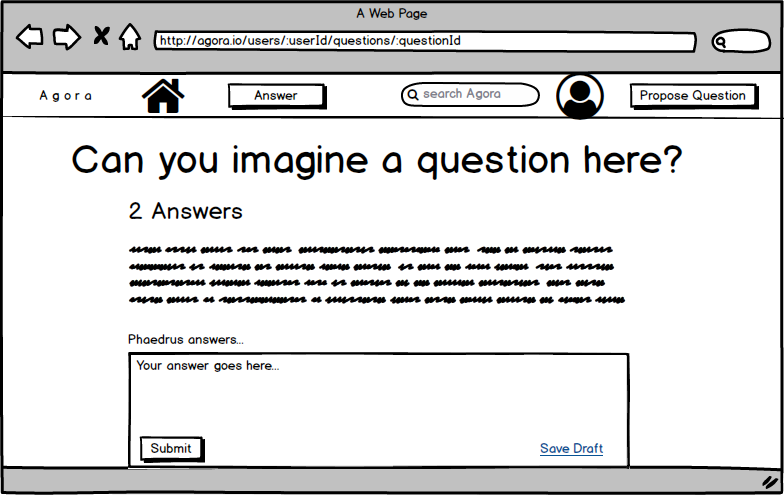 A Web Page
http://agora.io/users/:userId/questions/:questionId
Agora
Answer
search Agora
Propose Question
Can you imagine a question here?
2 Answers
Phaedrus answers...
Your answer goes here...
Submit
Save Draft